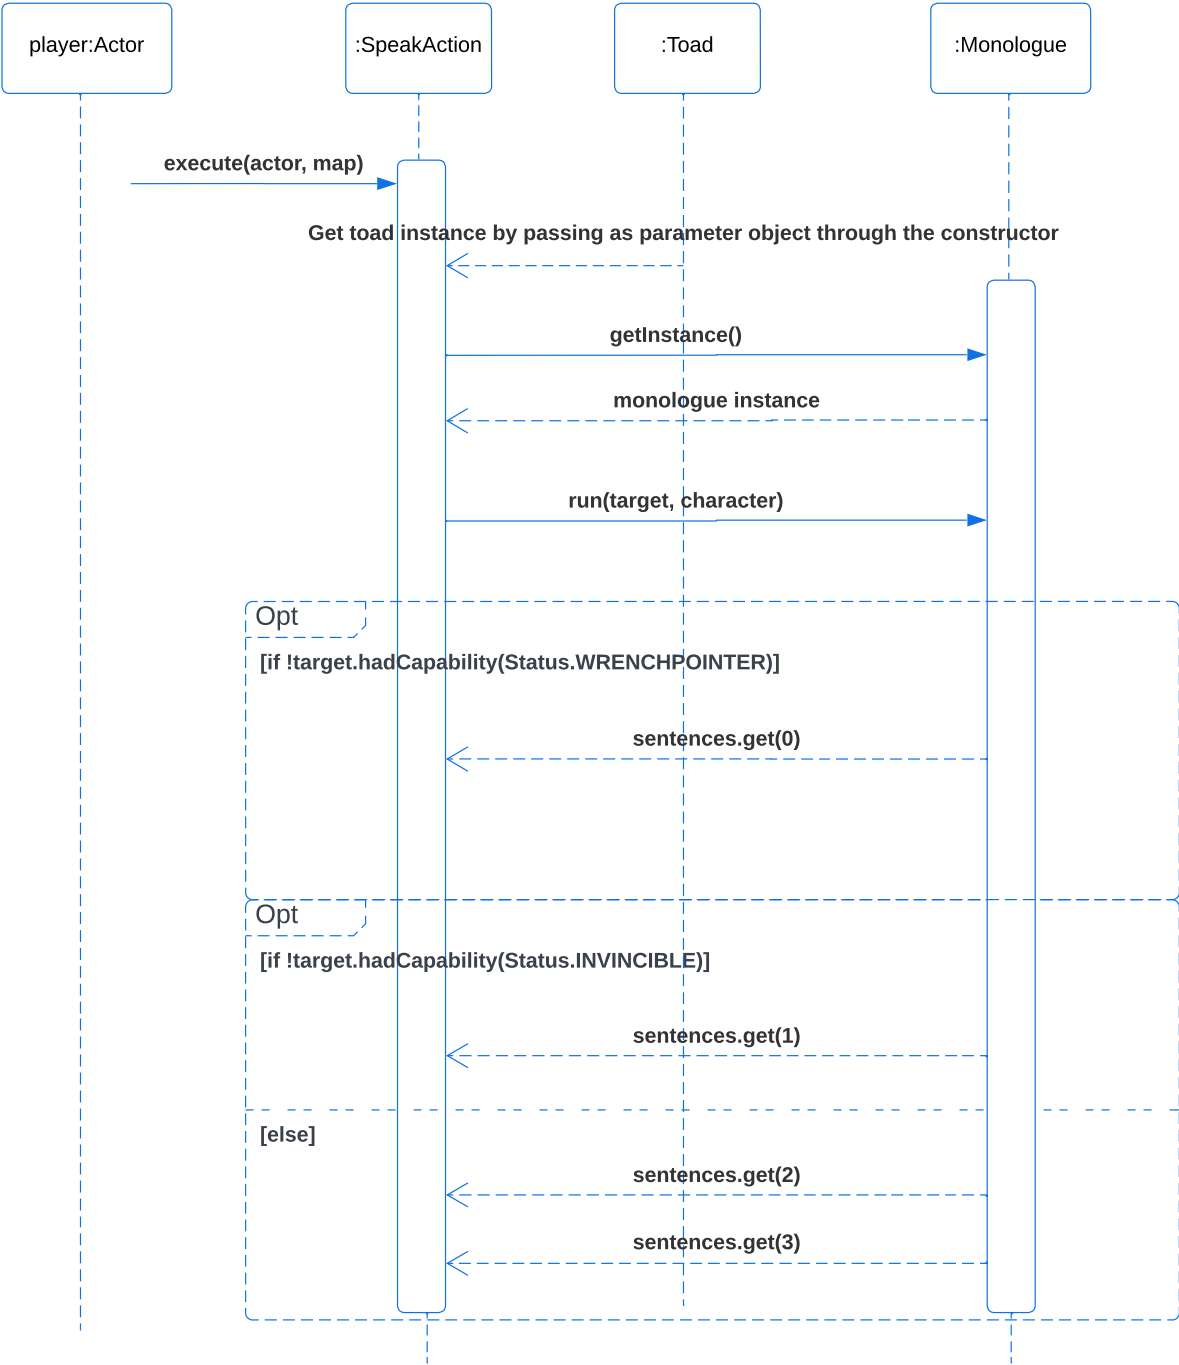 player:Actor
:SpeakAction
:Toad
:Monologue
execute(actor, map)
Get toad instance by passing as parameter object through the constructor
getInstance()
monologue instance
run(target, character)
Opt
[if !target.hadCapability(Status.WRENCHPOINTER)]
sentences.get(0)
Opt
[if !target.hadCapability(Status.INVINCIBLE)]
sentences.get(1)
[else]
sentences.get(2)
sentences.get(3)